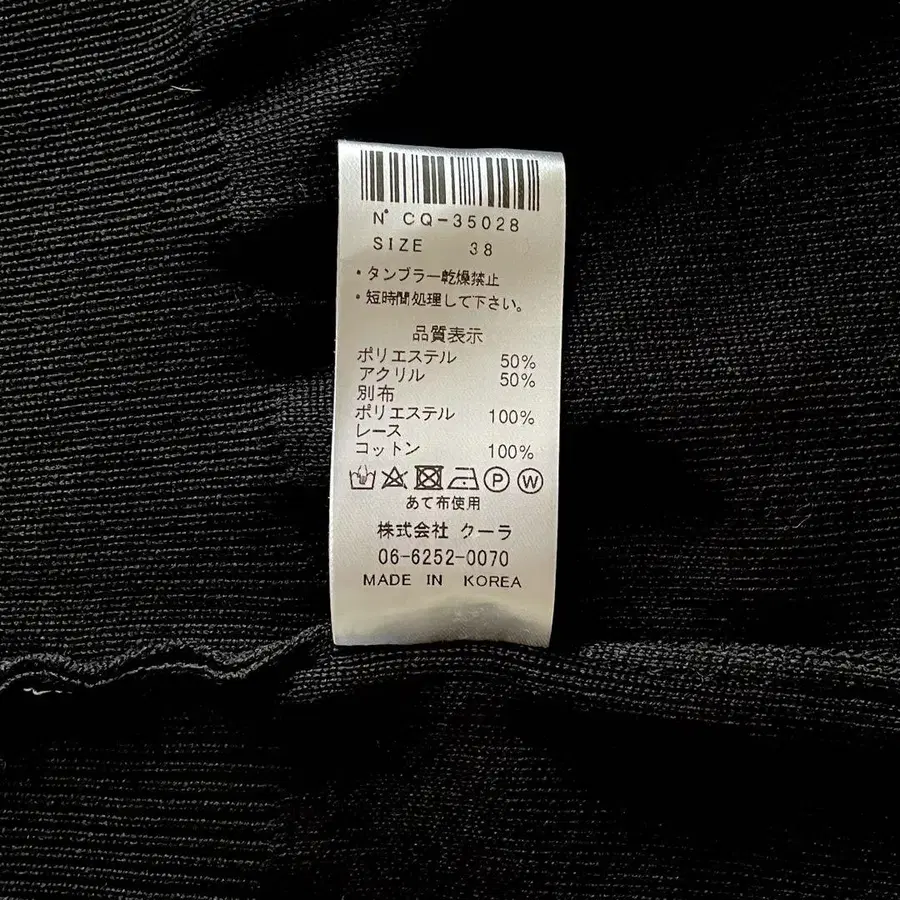 N° CQ-35028
SIZE 38
・タンブラー乾燥禁止
・短時間処理して下さい。
品質表示
ポリエステル 50%
アクリル 50%
別布
ポリエステル 100%
レース
コットン 100%
P W
あて布使用
株式会社 クーラ
06-6252-0070
MADE IN KOREA